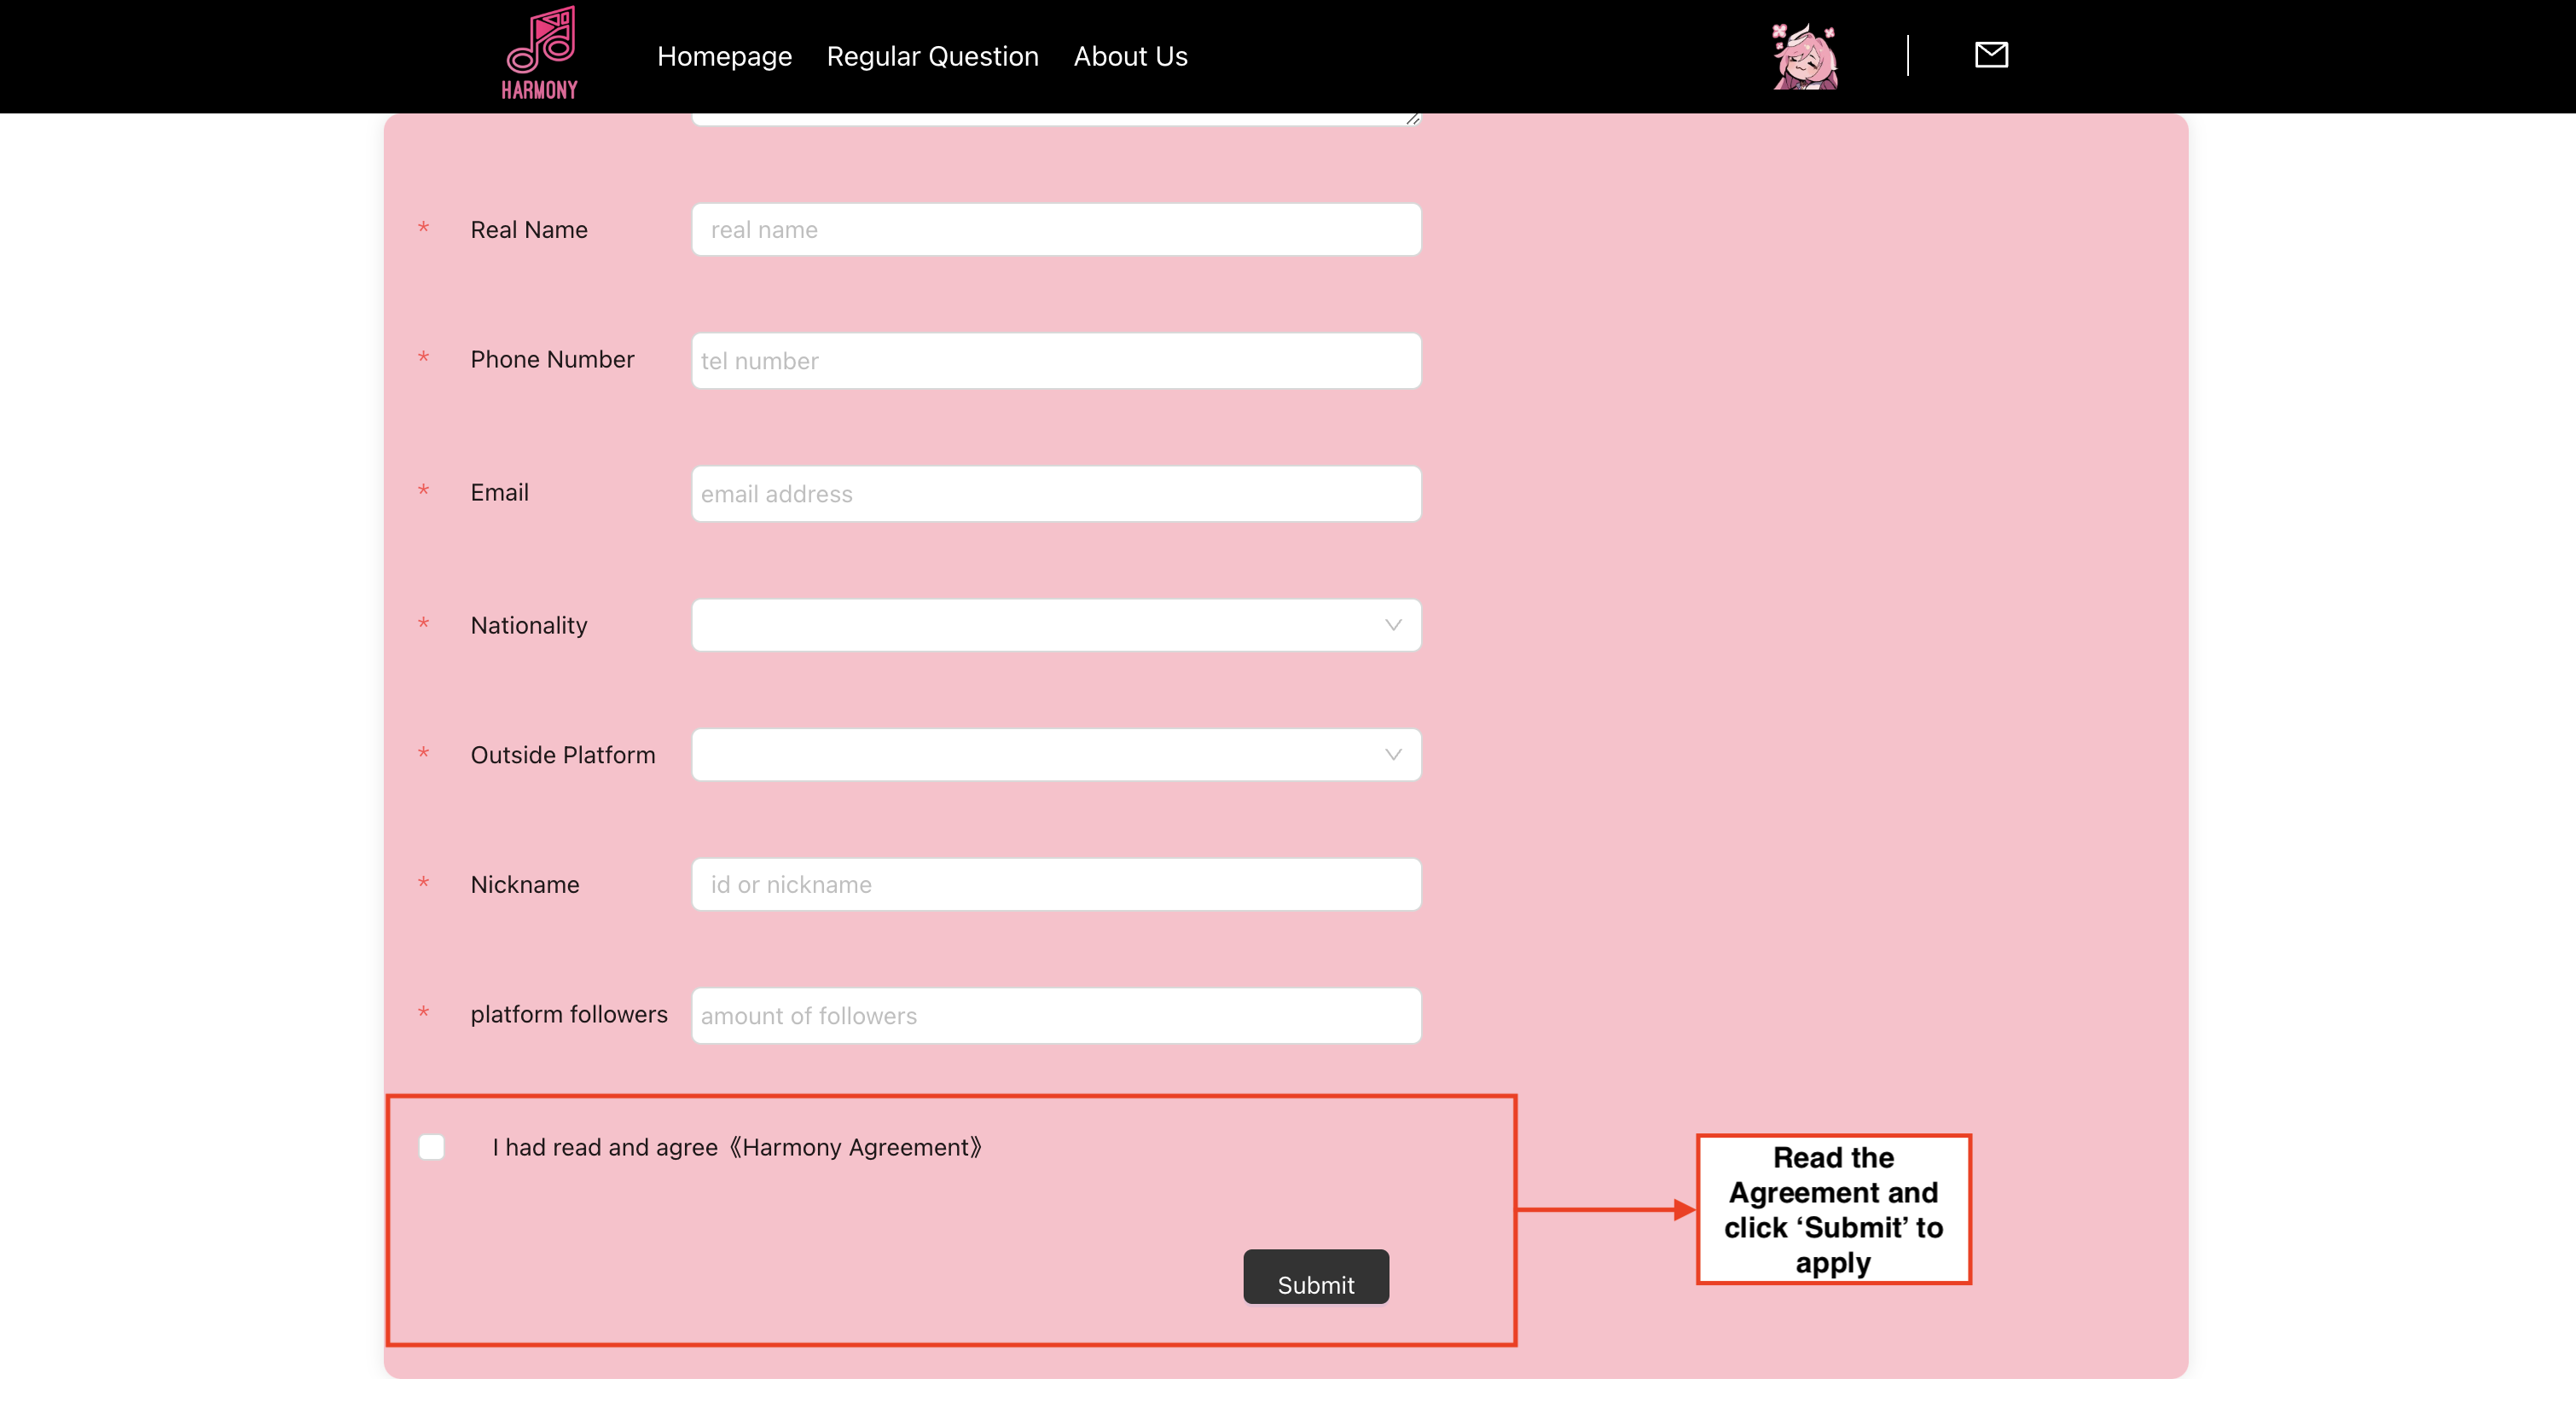 HARMONY
Homepage Regular Question About Us
* Real Name real name
* Phone Number tel number
* Email email address
* Nationality
* Outside Platform
* Nickname id or nickname
* platform followers amount of followers
I had read and agree《Harmony Agreement》
Submit
Read the
Agreement and
click ‘Submit’ to
apply